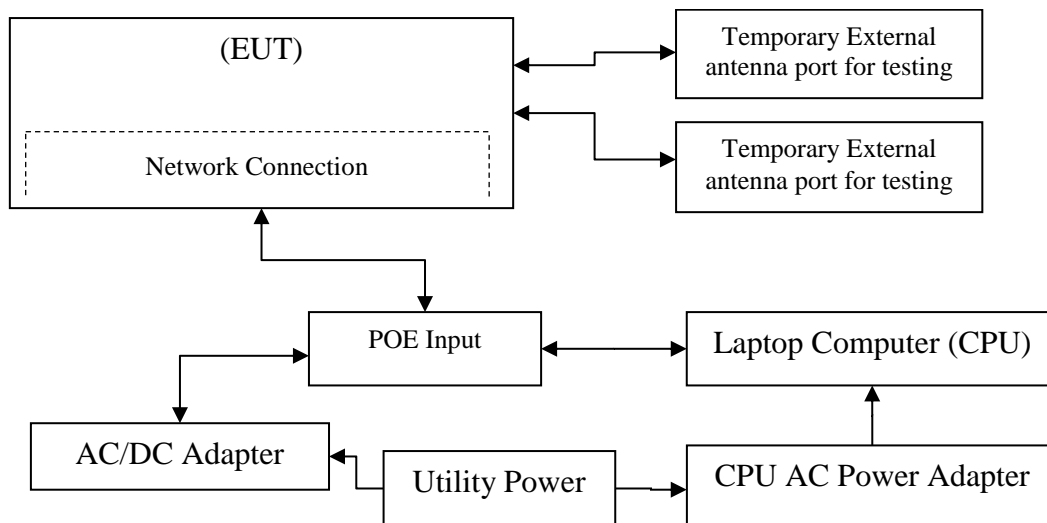 (EUT)
Temporary External
antenna port for testing
Network Connection
Temporary External
antenna port for testing
POE Input
Laptop Computer (CPU)
AC/DC Adapter
Utility Power
CPU AC Power Adapter